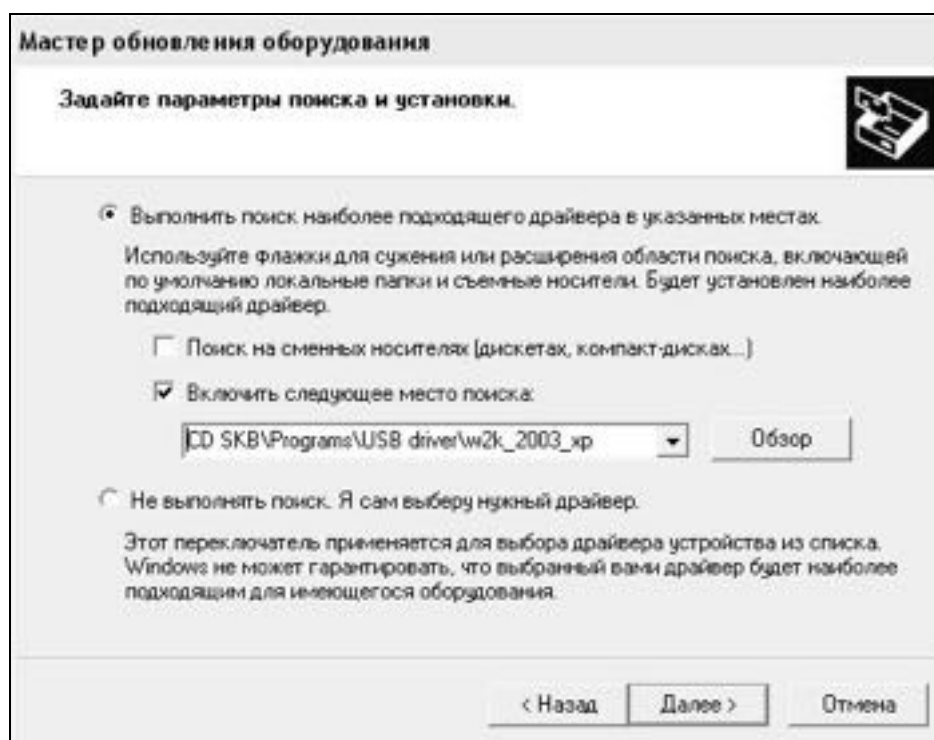 Мастер обновления оборудования
Задайте параметры поиска и установки.
Выполнить поиск наиболее подходящего драйвера в указанных местах.
Используйте флажки для сужения или расширения области поиска, включающей
по умолчанию локальные папки и съемные носители. Будет установлен наиболее
подходящий драйвер.
Поиск на сменных носителях (дискетах, компакт-дисках...)
Включить следующее место поиска:
CD SKB\Programs\USB driver\w2k_2003_xp
Обзор
Не выполнять поиск. Я сам выберу нужный драйвер.
Этот переключатель применяется для выбора драйвера устройства из списка.
Windows не может гарантировать, что выбранный вами драйвер будет наиболее
подходящим для имеющегося оборудования.
< Назад Далее > Отмена